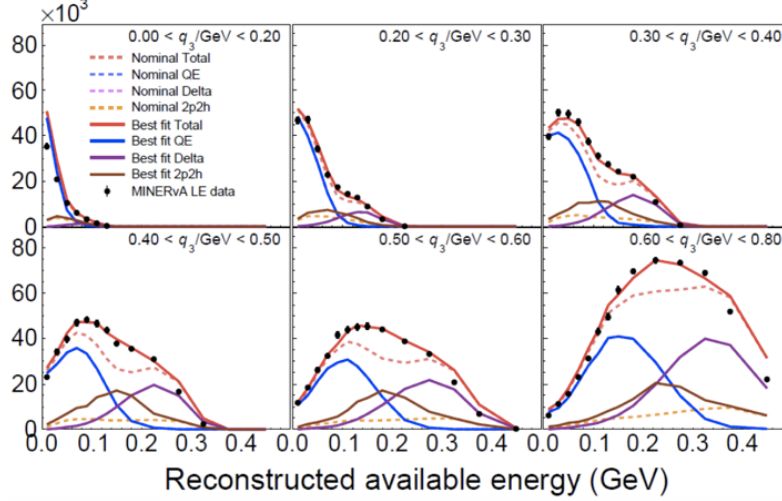 ×10³
0.00 < q₃/GeV < 0.20
0.20 < q₃/GeV < 0.30
0.30 < q₃/GeV < 0.40
Nominal Total
Nominal QE
Nominal Delta
Nominal 2p2h
Best fit Total
Best fit QE
Best fit Delta
Best fit 2p2h
MINERvA LE data
80
60
40
20
0
0.40 < q₃/GeV < 0.50
0.50 < q₃/GeV < 0.60
0.60 < q₃/GeV < 0.80
80
60
40
20
0
0.0 0.1 0.2 0.3 0.4 0.0 0.1 0.2 0.3 0.4 0.0 0.1 0.2 0.3 0.4
Reconstructed available energy (GeV)